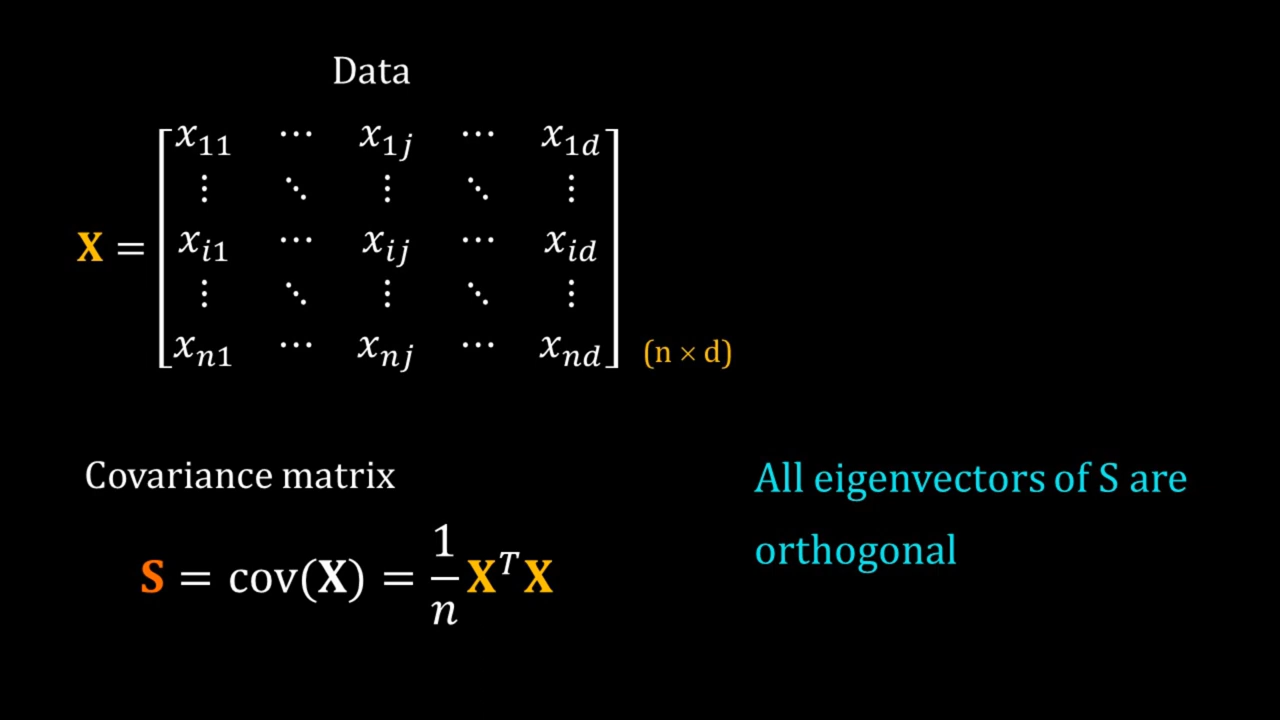 Data
X = [x₁₁ ⋯ x₁ⱼ ⋯ x₁d
⋮ ⋱ ⋮ ⋱ ⋮
xᵢ₁ ⋯ xᵢⱼ ⋯ xid
⋮ ⋱ ⋮ ⋱ ⋮
xₙ₁ ⋯ xₙⱼ ⋯ xnd] (n × d)
Covariance matrix
S = cov(X) = 1/n XᵀX
All eigenvectors of S are
orthogonal